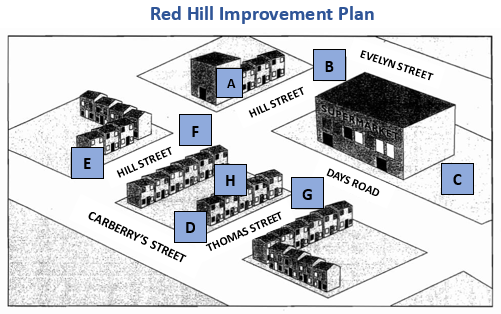 Red Hill Improvement Plan
B
EVELYN STREET
A
HILL STREET
SUPERMARKET
F
E
HILL STREET
H
DAYS ROAD
C
G
D
CARBERRY'S STREET
THOMAS STREET